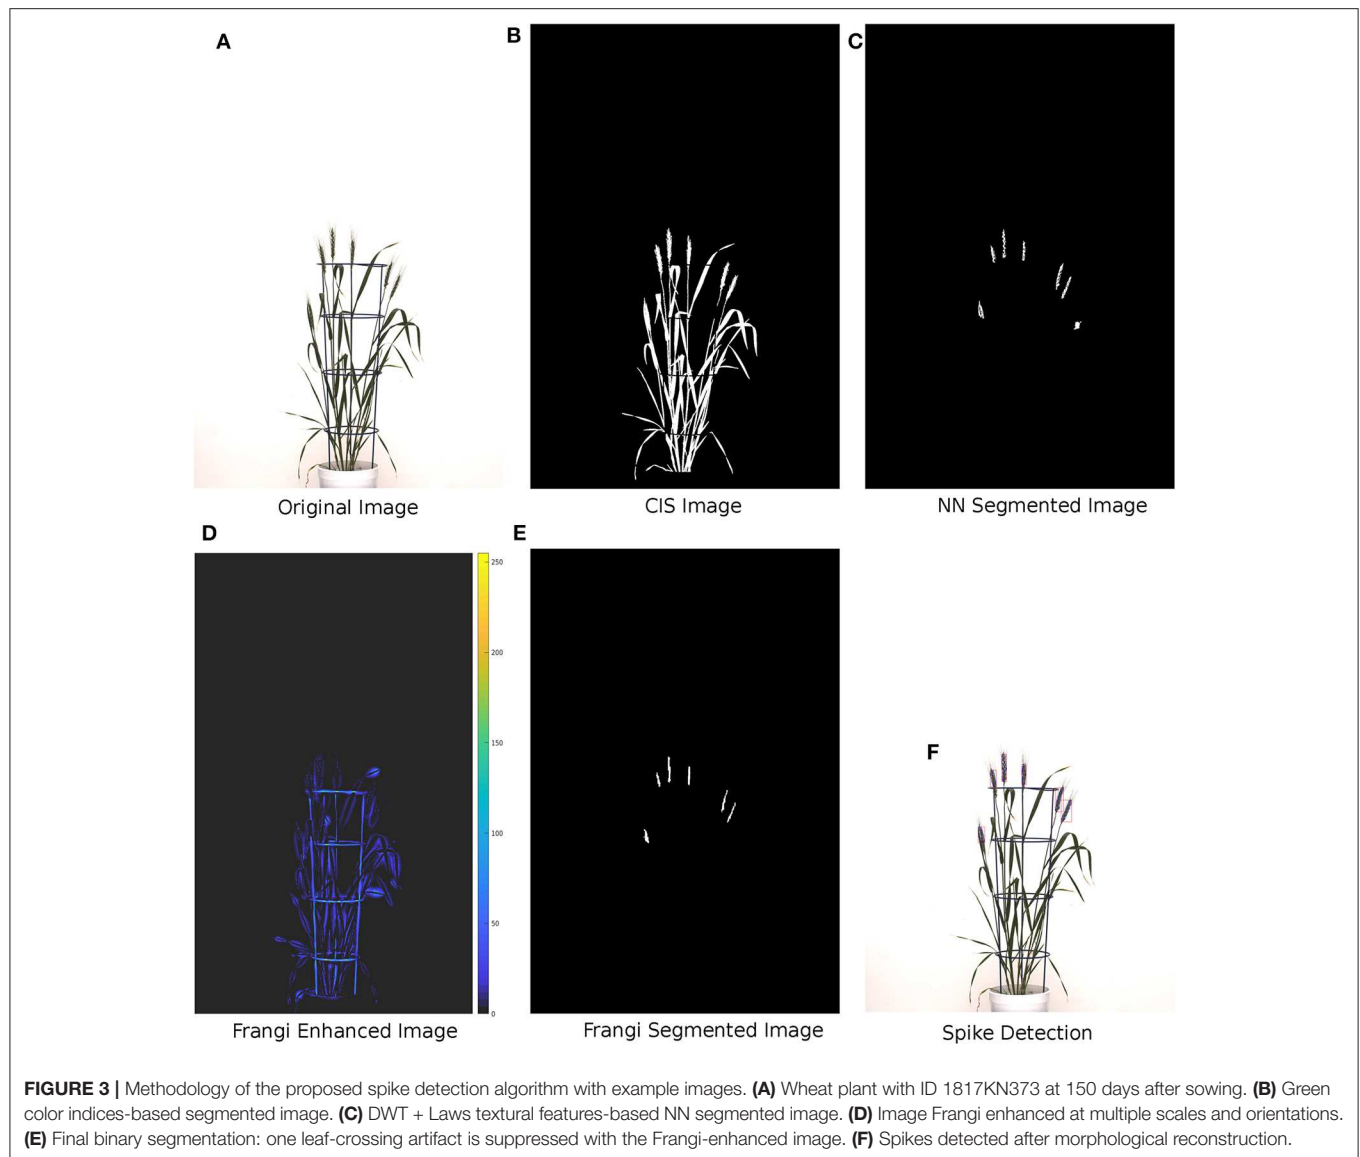 A
B
C
Original Image
CIS Image
NN Segmented Image
D
E
250
200
150
100
50
0
F
Frangi Enhanced Image
Frangi Segmented Image
Spike Detection
FIGURE 3 | Methodology of the proposed spike detection algorithm with example images. (A) Wheat plant with ID 1817KN373 at 150 days after sowing. (B) Green
color indices-based segmented image. (C) DWT + Laws textural features-based NN segmented image. (D) Image Frangi enhanced at multiple scales and orientations.
(E) Final binary segmentation: one leaf-crossing artifact is suppressed with the Frangi-enhanced image. (F) Spikes detected after morphological reconstruction.